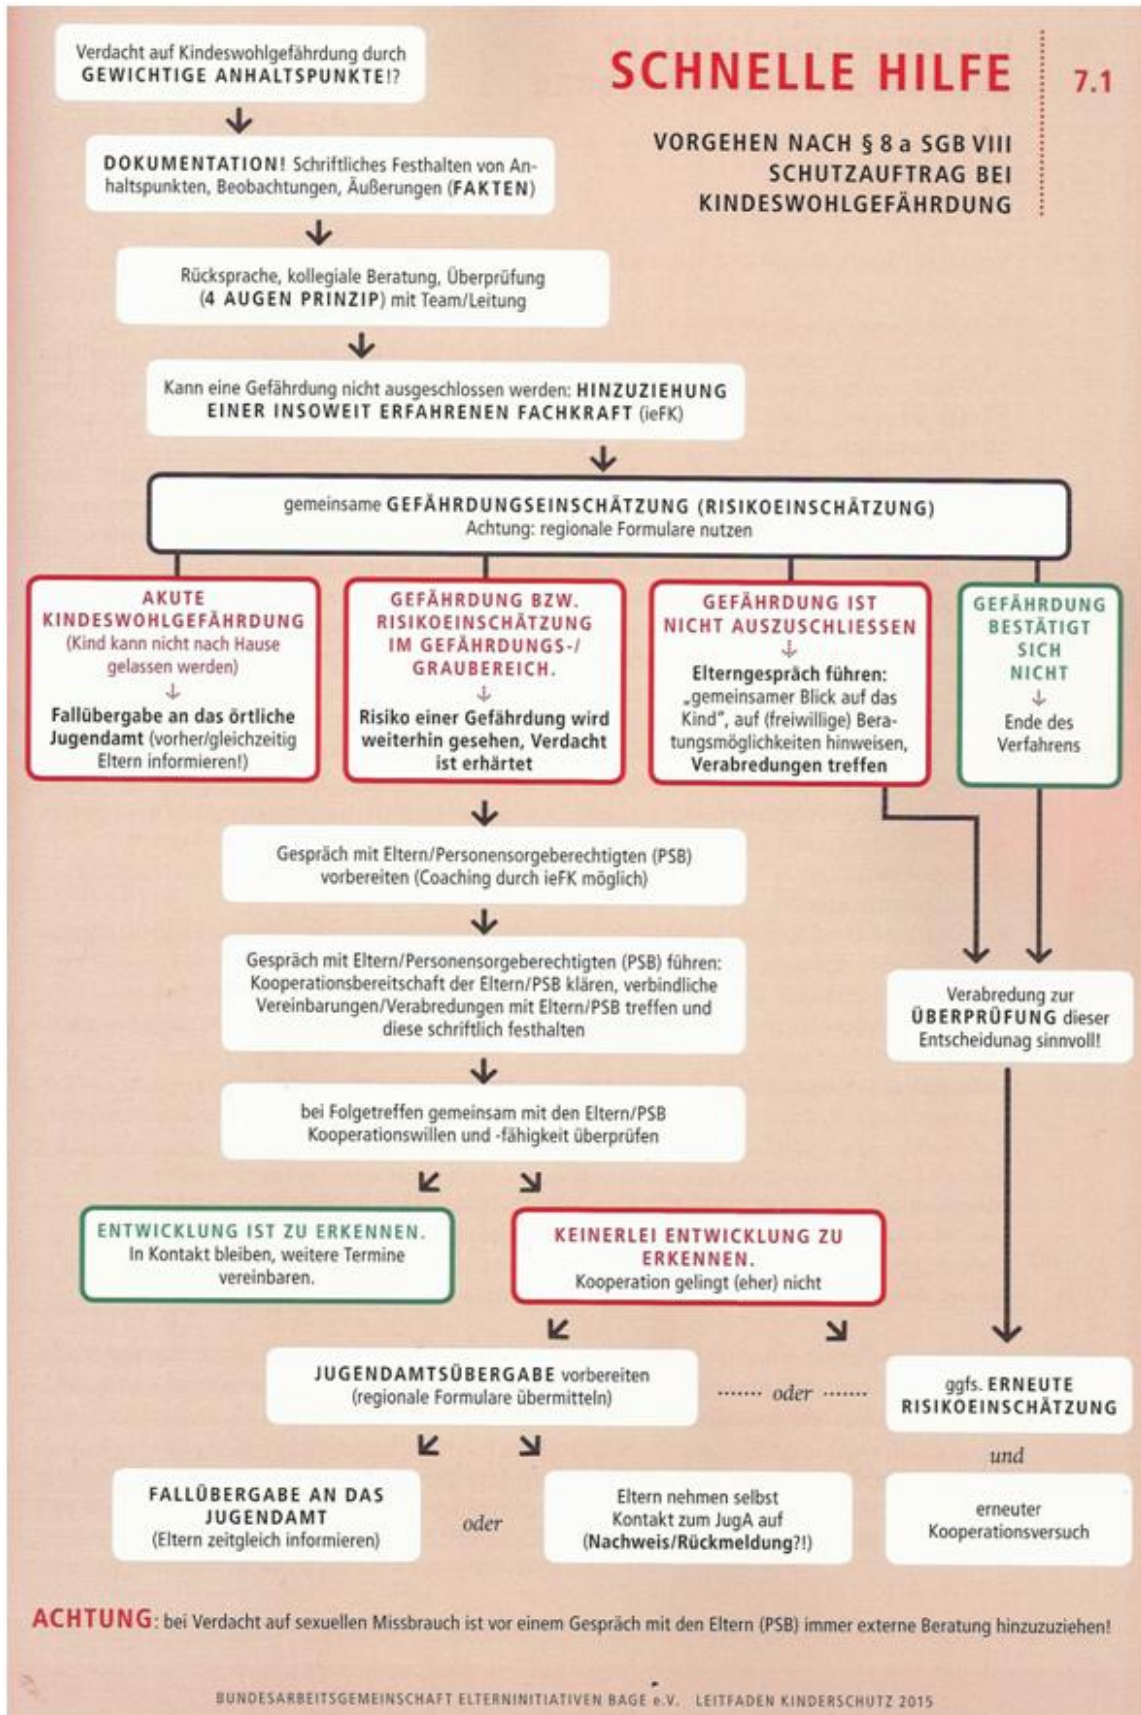 Verdacht auf Kindeswohlgefährdung durch
GEWICHTIGE ANHALTSPUNKTE!?
SCHNELLE HILFE
7.1
VORGEHEN NACH § 8 a SGB VIII
SCHUTZAUFTRAG BEI
KINDESWOHLGEFÄHRDUNG
DOKUMENTATION! Schriftliches Festhalten von An-
haltspunkten, Beobachtungen, Äußerungen (FAKTEN)
Rücksprache, kollegiale Beratung, Überprüfung
(4 AUGEN PRINZIP) mit Team/Leitung
Kann eine Gefährdung nicht ausgeschlossen werden: HINZUZIEHUNG
EINER INSOWEIT ERFAHRENEN FACHKRAFT (ieFK)
gemeinsame GEFÄHRDUNGSEINSCHÄTZUNG (RISIKOEINSCHÄTZUNG)
Achtung: regionale Formulare nutzen
AKUTE
KINDESWOHLGEFÄHRDUNG
(Kind kann nicht nach Hause
gelassen werden)
Fallübergabe an das örtliche
Jugendamt (vorher/gleichzeitig
Eltern informieren!)
GEFÄHRDUNG BZW.
RISIKOEINSCHÄTZUNG
IM GEFÄHRDUNGS-/
GRAUBEREICH.
Risiko einer Gefährdung wird
weiterhin gesehen, Verdacht
ist erhärtet
GEFÄHRDUNG IST
NICHT AUSZUSCHLIESSEN
Elterngespräch führen:
„gemeinsamer Blick auf das
Kind“, auf (freiwillige) Bera-
tungsmöglichkeiten hinweisen,
Verabredungen treffen
GEFÄHRDUNG
BESTÄTIGT
SICH
NICHT
Ende des
Verfahrens
Gespräch mit Eltern/Personensorgeberechtigten (PSB)
vorbereiten (Coaching durch ieFK möglich)
Gespräch mit Eltern/Personensorgeberechtigten (PSB) führen:
Kooperationsbereitschaft der Eltern/PSB klären, verbindliche
Vereinbarungen/Verabredungen mit Eltern/PSB treffen und
diese schriftlich festhalten
Verabredung zur
ÜBERPRÜFUNG dieser
Entscheidunag sinnvoll!
bei Folgetreffen gemeinsam mit den Eltern/PSB
Kooperationswillen und -fähigkeit überprüfen
ENTWICKLUNG IST ZU ERKENNEN.
In Kontakt bleiben, weitere Termine
vereinbaren.
KEINERLEI ENTWICKLUNG ZU
ERKENNEN.
Kooperation gelingt (eher) nicht
JUGENDAMTSÜBERGABE vorbereiten
(regionale Formulare übermitteln)
....... oder .......
ggfs. ERNEUTE
RISIKOEINSCHÄTZUNG
und
FALLÜBERGABE AN DAS
JUGENDAMT
(Eltern zeitgleich informieren)
oder
Eltern nehmen selbst
Kontakt zum JugA auf
(Nachweis/Rückmeldung?!)
erneuter
Kooperationsversuch
ACHTUNG: bei Verdacht auf sexuellen Missbrauch ist vor einem Gespräch mit den Eltern (PSB) immer externe Beratung hinzuzuziehen!
BUNDESARBEITSGEMEINSCHAFT ELTERNINITIATIVEN BAGE e.V. LEITFADEN KINDERSCHUTZ 2015